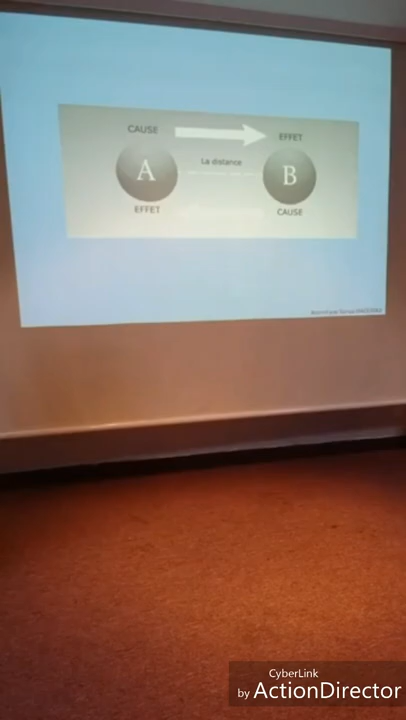 CAUSE
EFFET
La distance
A
B
EFFET
CAUSE
CyberLink
by ActionDirector